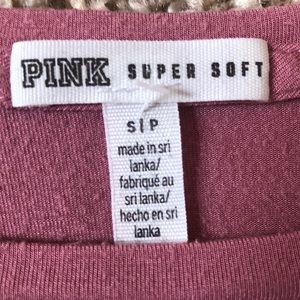 PINK SUPER SOFT
S|P
made in sri
lanka/
fabriqué au
sri lanka/
hecho en sri
lanka